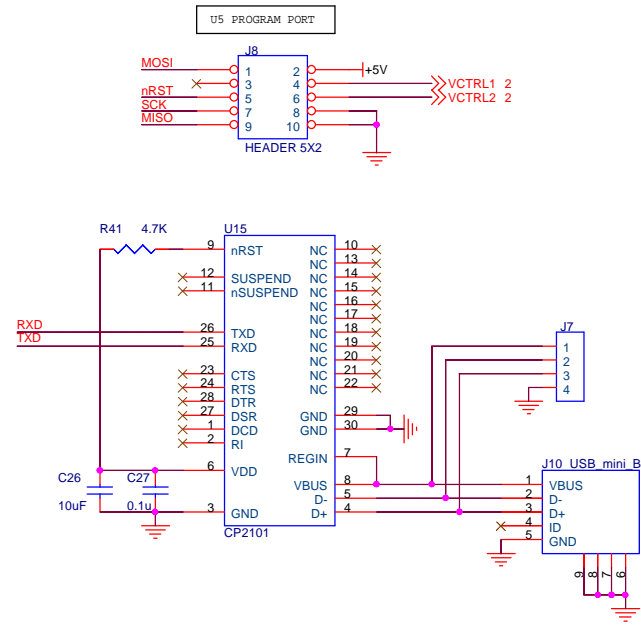 U5 PROGRAM PORT
J8
MOSI 1 2 +5V
3 4 VCTRL1 2
nRST 5 6 VCTRL2 2
SCK 7 8
MISO 9 10
HEADER 5X2
R41 4.7K
U15
9 nRST NC 10
NC 13
12 SUSPEND NC 14
11 nSUSPEND NC 15
NC 16
NC 17
RXD 26 TXD NC 18
TXD 25 RXD NC 19
NC 20
23 CTS NC 21
24 RTS NC 22
28 DTR
27 DSR GND 29
1 DCD GND 30
2 RI
REGIN 7
6 VDD
VBUS 8
D- 5
3 GND D+ 4
CP2101
C26 C27
10uF 0.1u
J7
1
2
3
4
J10 USB_mini_B
1 VBUS
2 D-
3 D+
4 ID
5 GND
9 8 7 6